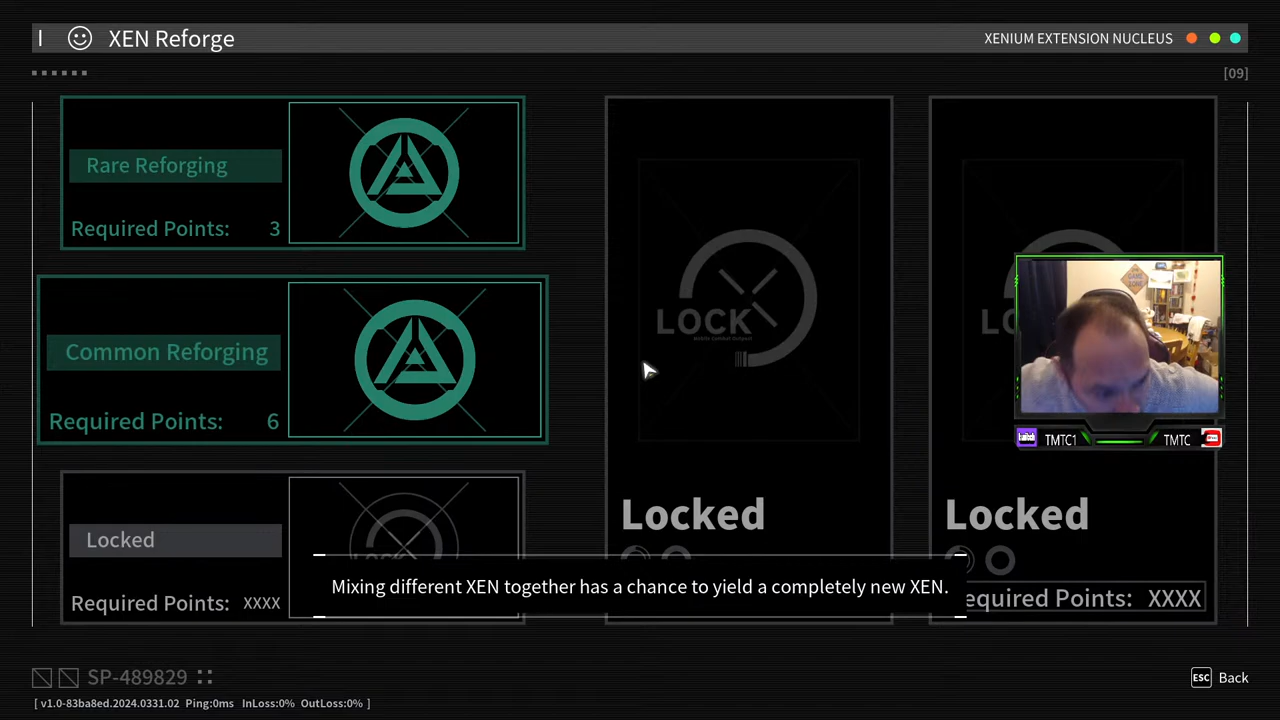 XEN Reforge
XENIUM EXTENSION NUCLEUS
[09]
Rare Reforging
Required Points: 3
Common Reforging
Required Points: 6
Locked
Required Points: XXXX
LOCK
Locked
LO
Locked
equired Points: XXXX
TMTC1
TMTC
Mixing different XEN together has a chance to yield a completely new XEN.
SP-489829
ESC Back
[ v1.0-83ba8ed.2024.0331.02 Ping:0ms InLoss:0% OutLoss:0% ]